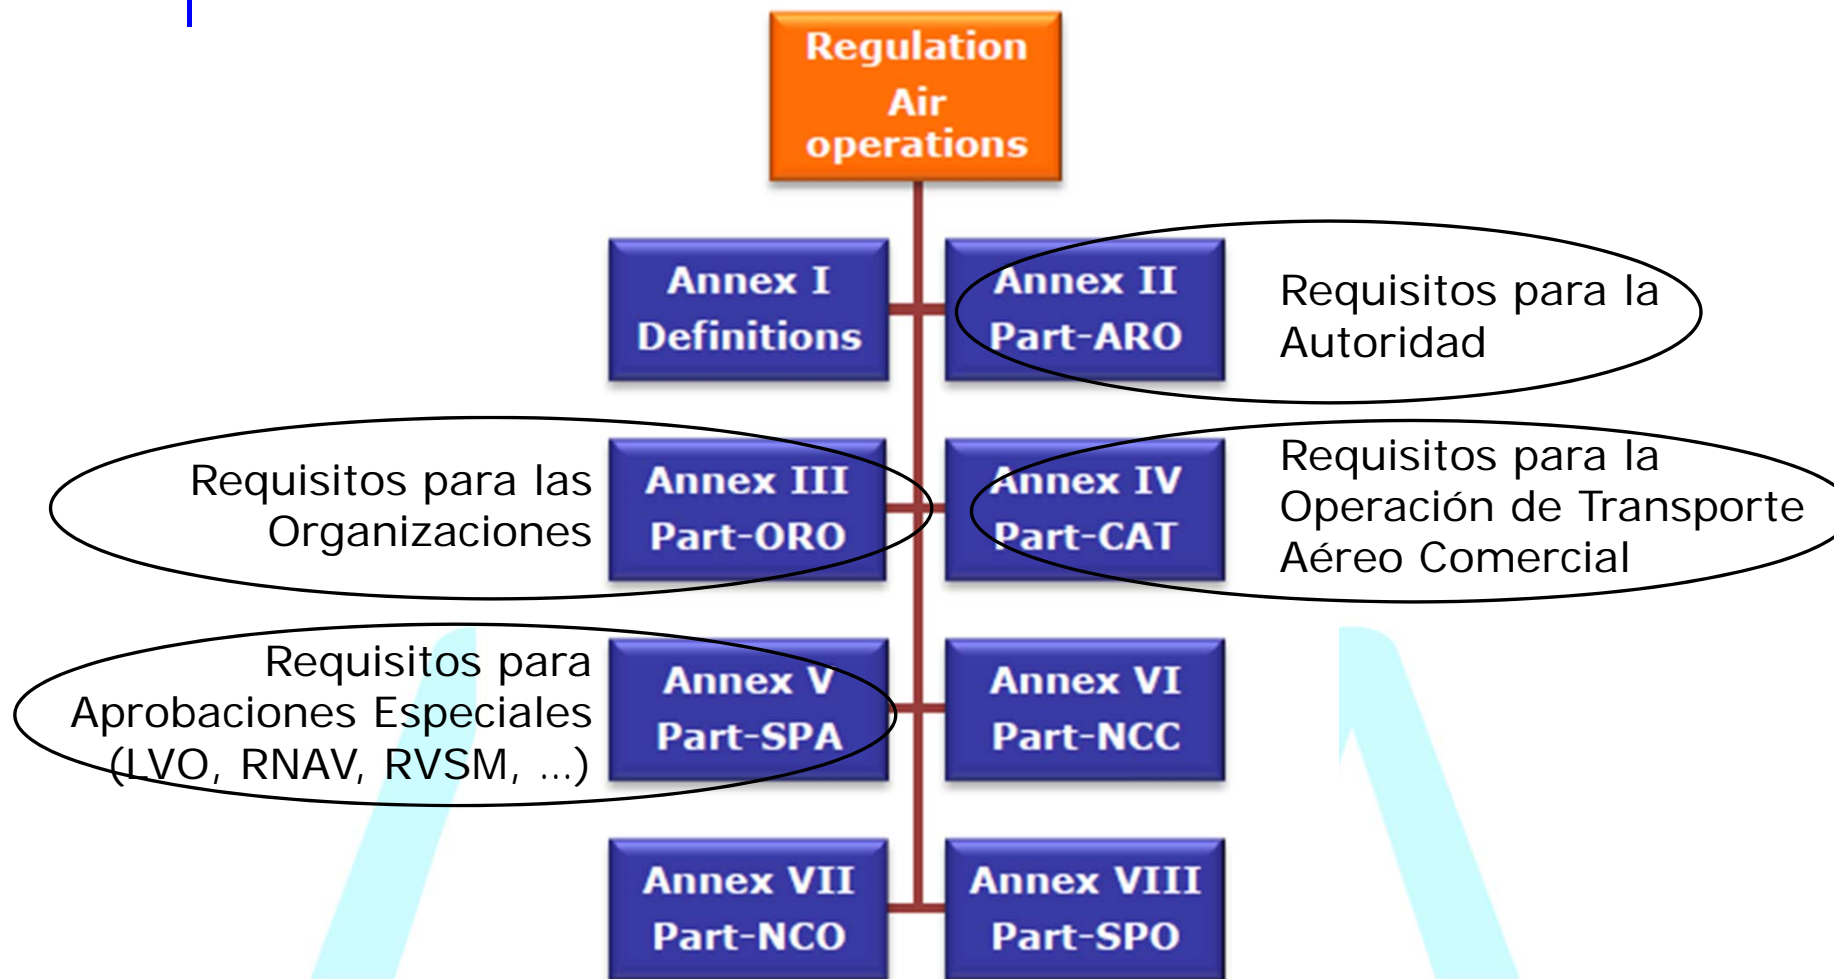 Regulation
Air
operations
Annex I
Definitions
Annex II
Part-ARO
Requisitos para la
Autoridad
Requisitos para las
Organizaciones
Annex III
Part-ORO
Annex IV
Part-CAT
Requisitos para la
Operación de Transporte
Aéreo Comercial
Requisitos para
Aprobaciones Especiales
(LVO, RNAV, RVSM, ...)
Annex V
Part-SPA
Annex VI
Part-NCC
Annex VII
Part-NCO
Annex VIII
Part-SPO